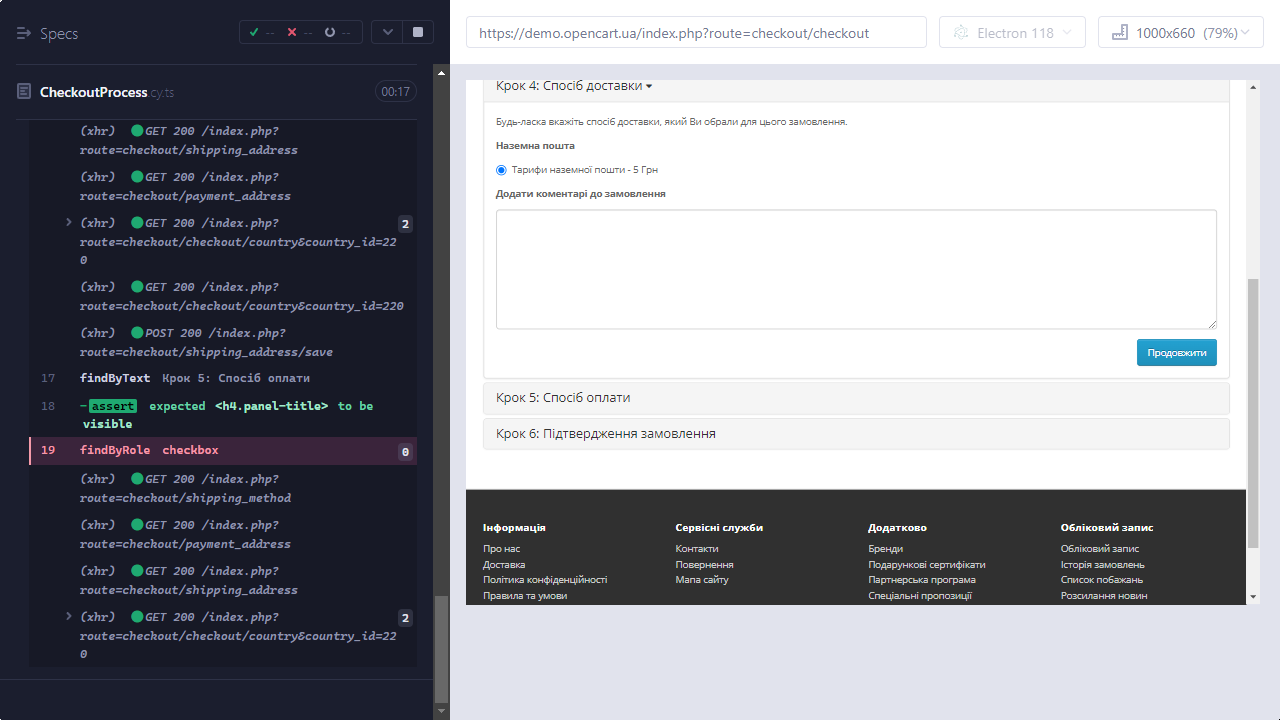 Specs
--
--
--
CheckoutProcess.cy.ts
00:17
(xhr) GET 200 /index.php?
route=checkout/shipping_address
(xhr) GET 200 /index.php?
route=checkout/payment_address
(xhr) GET 200 /index.php?
route=checkout/checkout/country&country_id=22
0
2
(xhr) GET 200 /index.php?
route=checkout/checkout/country&country_id=220
(xhr) POST 200 /index.php?
route=checkout/shipping_address/save
17 findByText Крок 5: Спосіб оплати
18 -assert expected <h4.panel-title> to be
visible
19 findByRole checkbox 0
(xhr) GET 200 /index.php?
route=checkout/shipping_method
(xhr) GET 200 /index.php?
route=checkout/payment_address
(xhr) GET 200 /index.php?
route=checkout/shipping_address
(xhr) GET 200 /index.php?
route=checkout/checkout/country&country_id=22
0
2
https://demo.opencart.ua/index.php?route=checkout/checkout
Electron 118
1000x660 (79%)
Крок 4: Спосіб доставки
Будь-ласка вкажіть спосіб доставки, який Ви обрали для цього замовлення.
Наземна пошта
Тарифи наземної пошти - 5 Грн
Додати коментарі до замовлення
Продовжити
Крок 5: Спосіб оплати
Крок 6: Підтвердження замовлення
Інформація
Про нас
Доставка
Політика конфіденційності
Правила та умови
Сервісні служби
Контакти
Повернення
Мапа сайту
Додатково
Бренди
Подарункові сертифікати
Партнерська програма
Спеціальні пропозиції
Обліковий запис
Обліковий запис
Історія замовлень
Список побажань
Розсилання новин